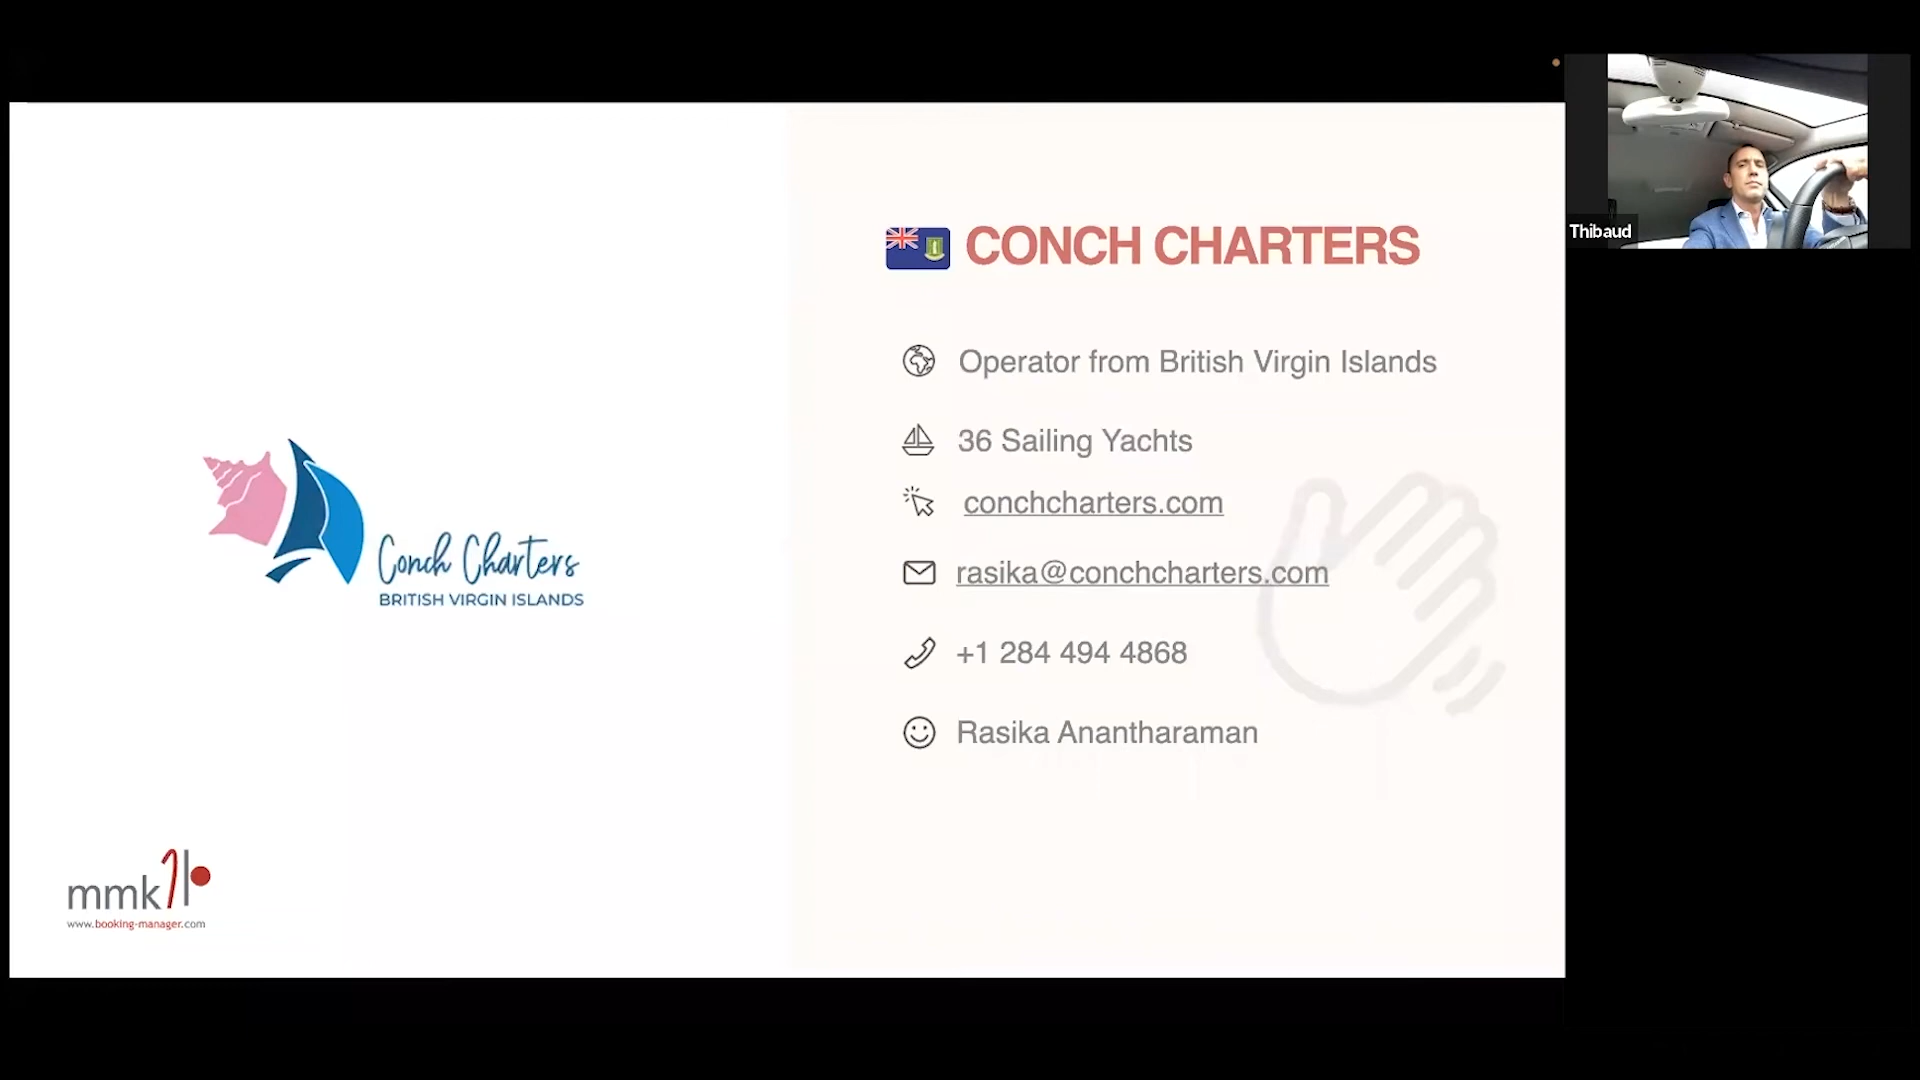 CONCH CHARTERS
Operator from British Virgin Islands
36 Sailing Yachts
conchcharters.com
rasika@conchcharters.com
+1 284 494 4868
Rasika Anantharaman
Conch Charters
BRITISH VIRGIN ISLANDS
mmk
www.booking-manager.com
Thibaud